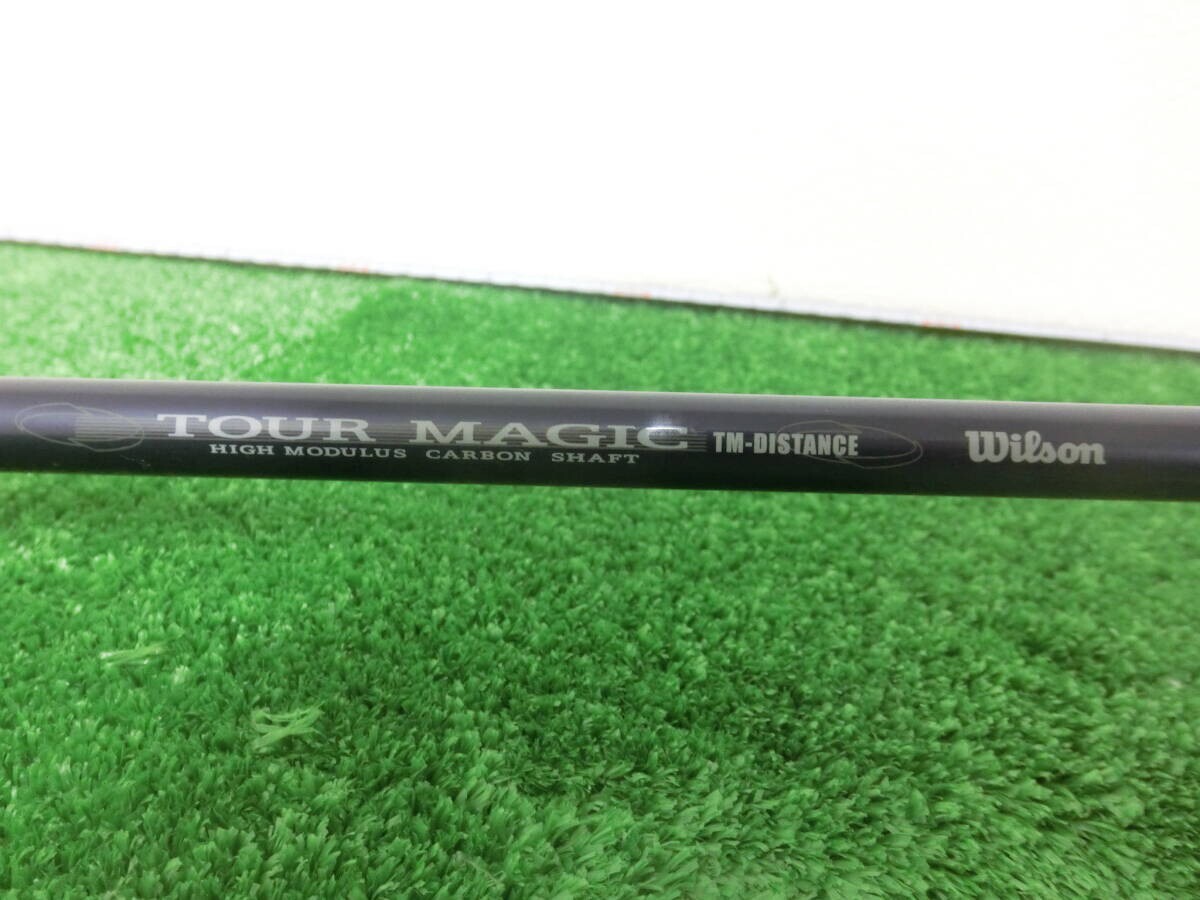 TOUR MAGIC TM-DISTANCE Wilson
HIGH MODULUS CARBON SHAFT